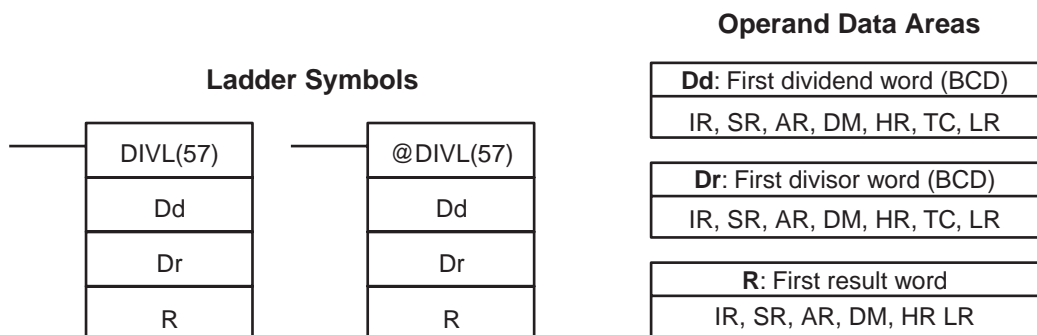 Ladder Symbols
DIVL(57)
Dd
Dr
R
@DIVL(57)
Dd
Dr
R
Operand Data Areas
Dd: First dividend word (BCD)
IR, SR, AR, DM, HR, TC, LR
Dr: First divisor word (BCD)
IR, SR, AR, DM, HR, TC, LR
R: First result word
IR, SR, AR, DM, HR LR